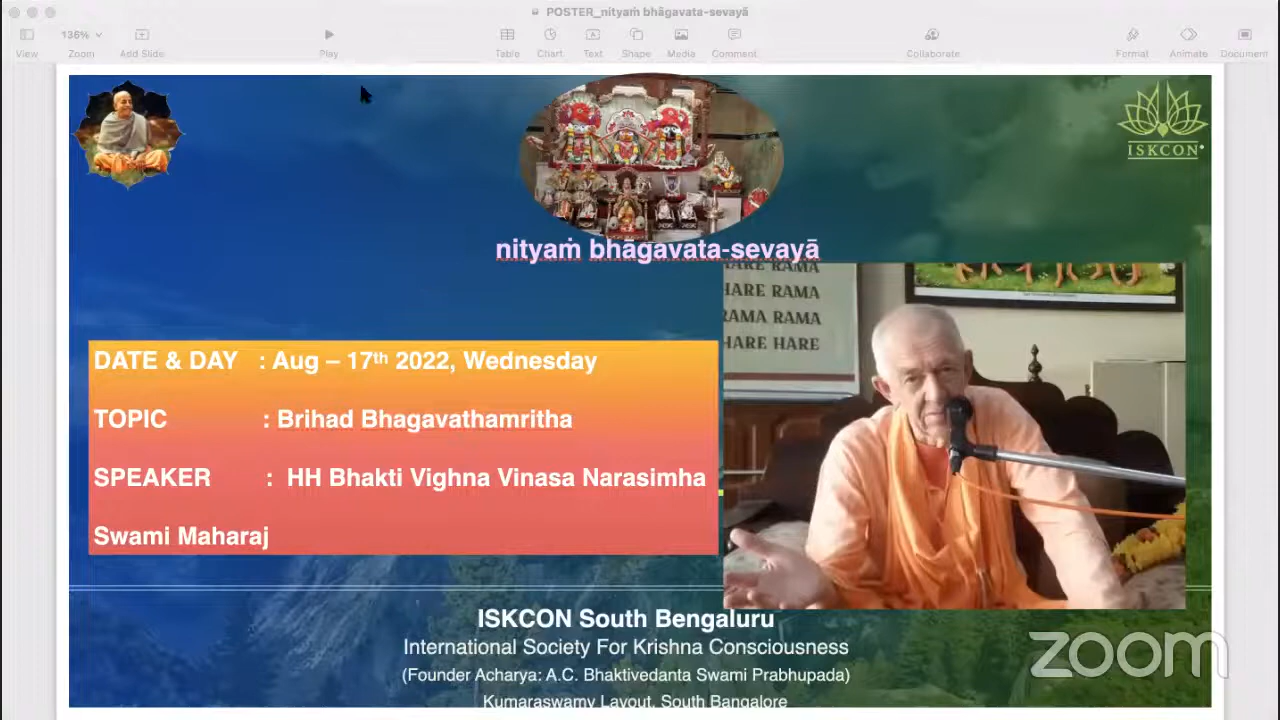 POSTER_nityaṁ bhāgavata-sevayā
136%
View
Zoom
Add Slide
Play
Table
Chart
Text
Shape
Media
Comment
Collaborate
Format
Animate
Document
ISKCON
nityaṁ bhāgavata-sevayā
HARE RAMA
HARE RAMA
RAMA RAMA
HARE HARE
DATE & DAY : Aug – 17th 2022, Wednesday
TOPIC : Brihad Bhagavathamritha
SPEAKER : HH Bhakti Vighna Vinasa Narasimha
Swami Maharaj
ISKCON South Bengaluru
International Society For Krishna Consciousness
(Founder Acharya: A.C. Bhaktivedanta Swami Prabhupada)
Kumaraswamy Layout, South Bangalore
zoom